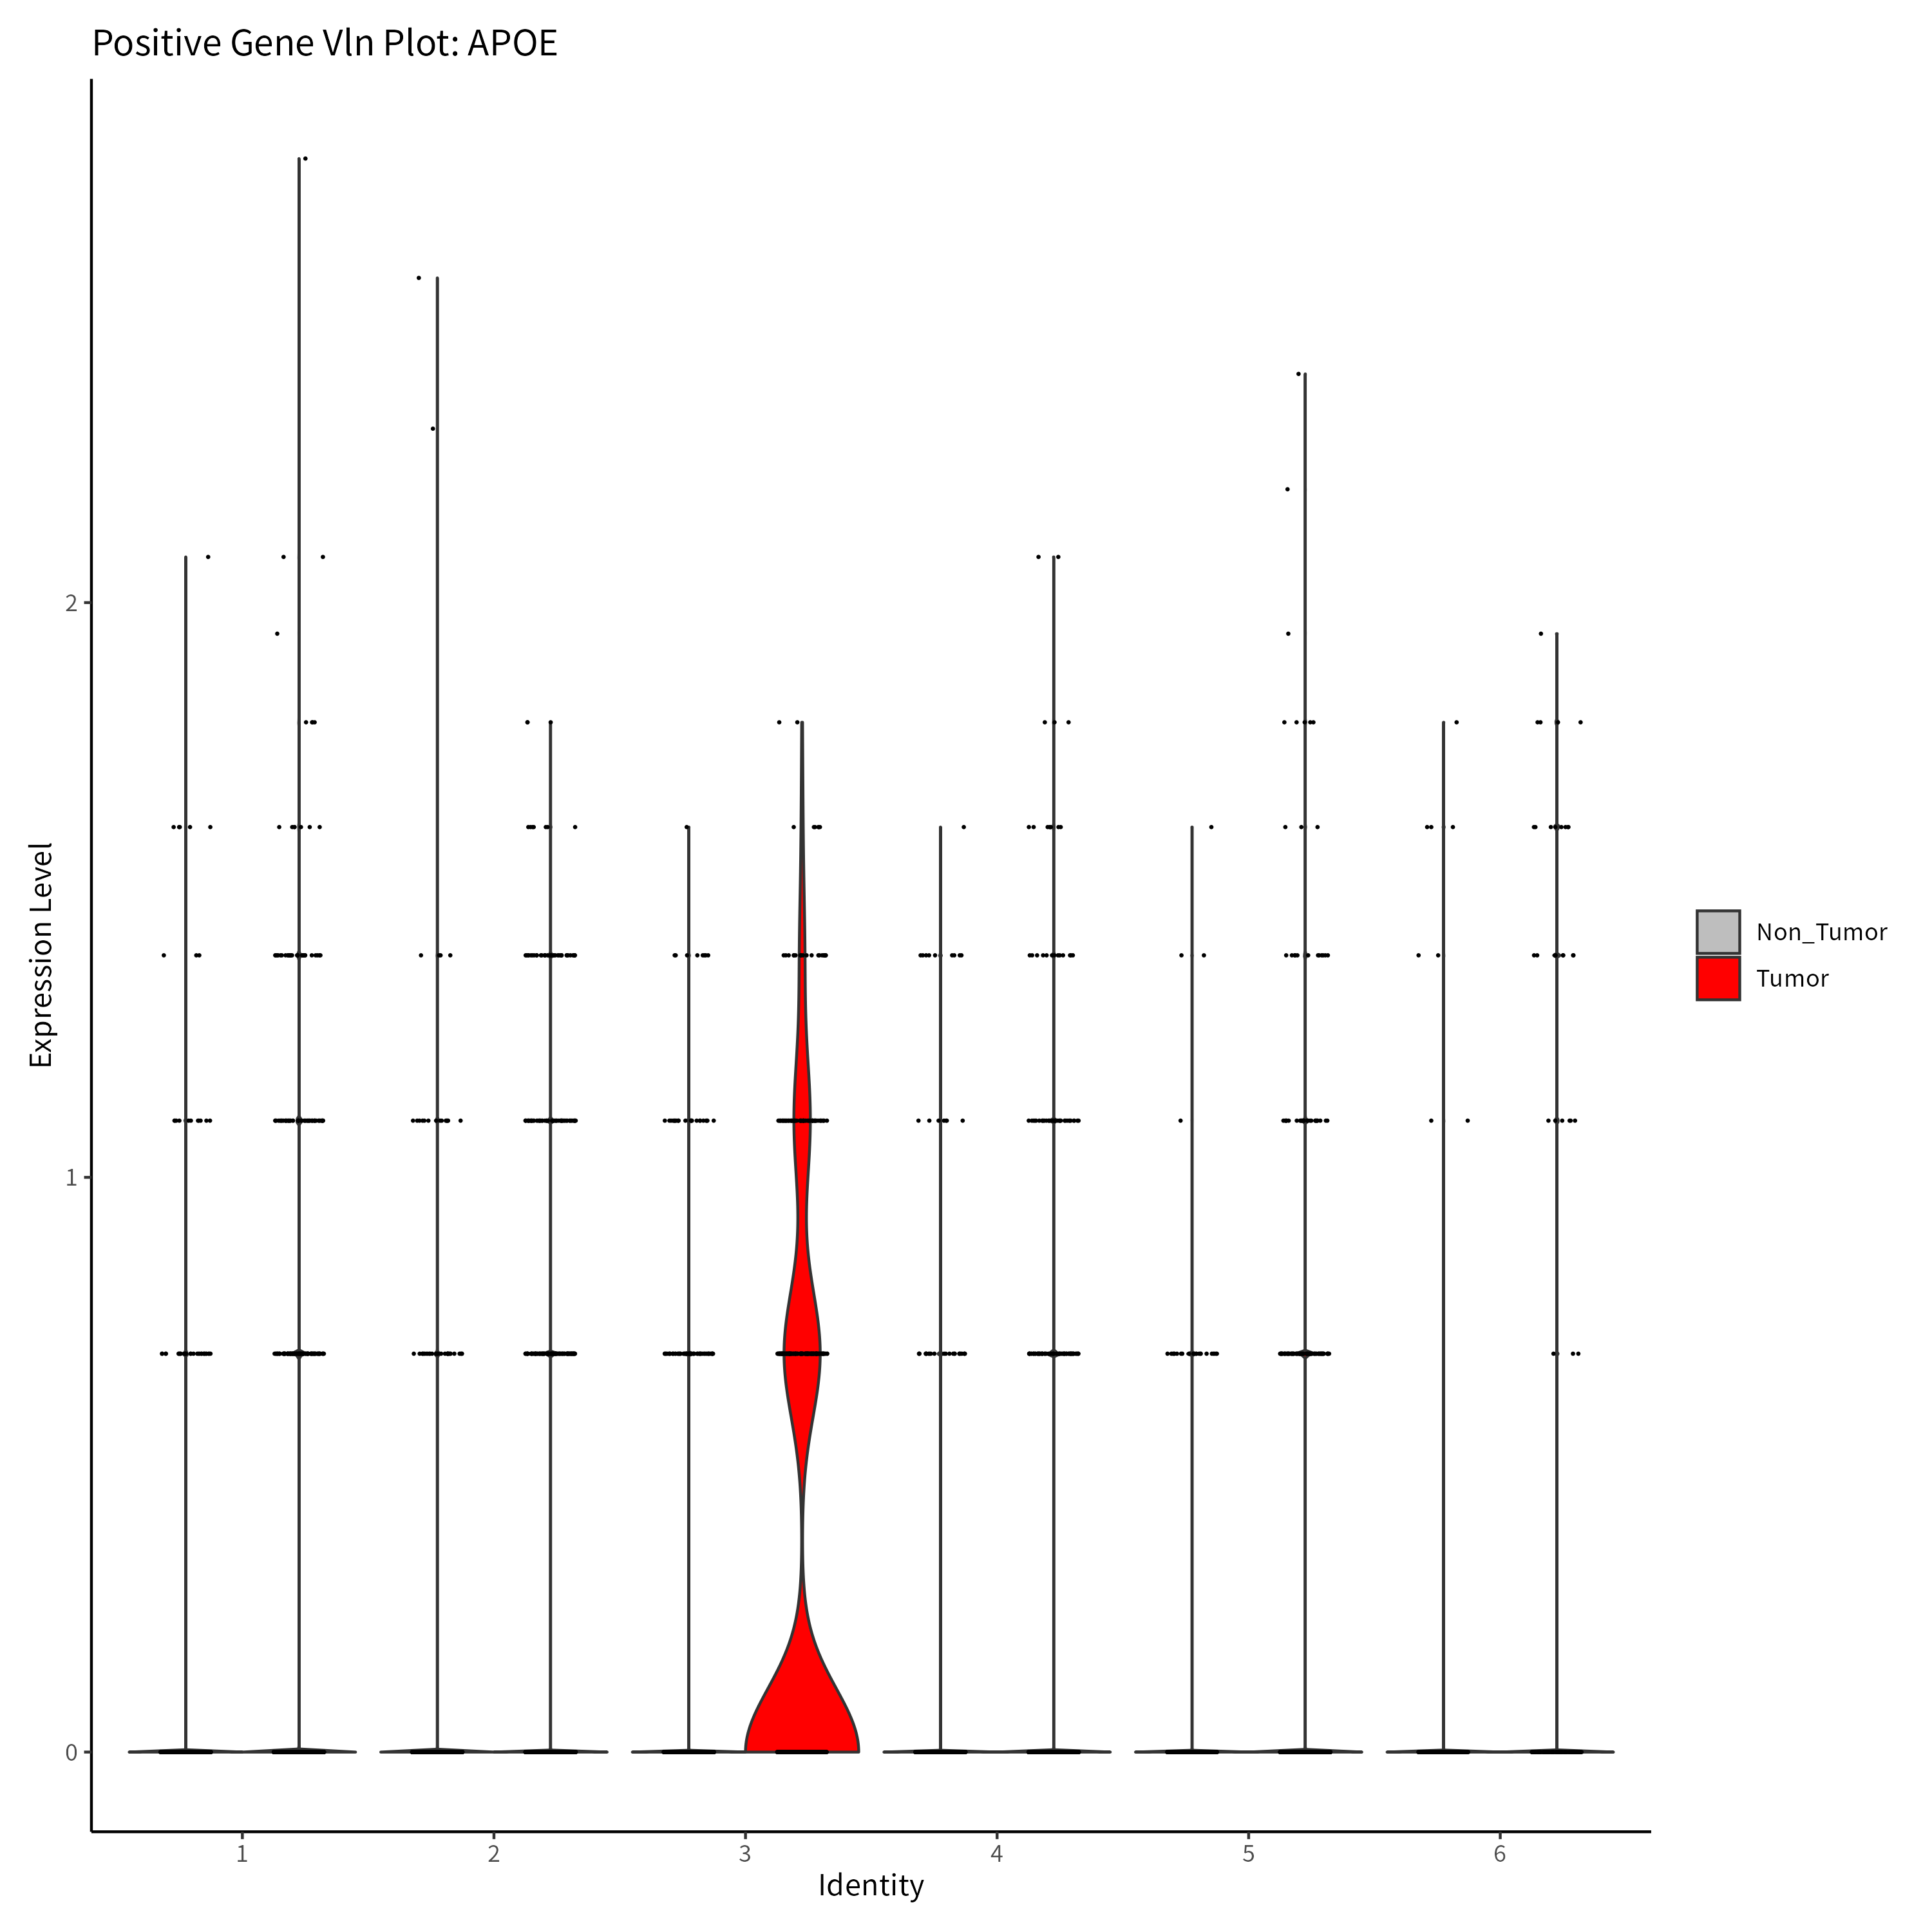 Positive Gene Vln Plot: APOE
Expression Level
2
1
0
1 2 3 4 5 6
Identity
Non_Tumor
Tumor